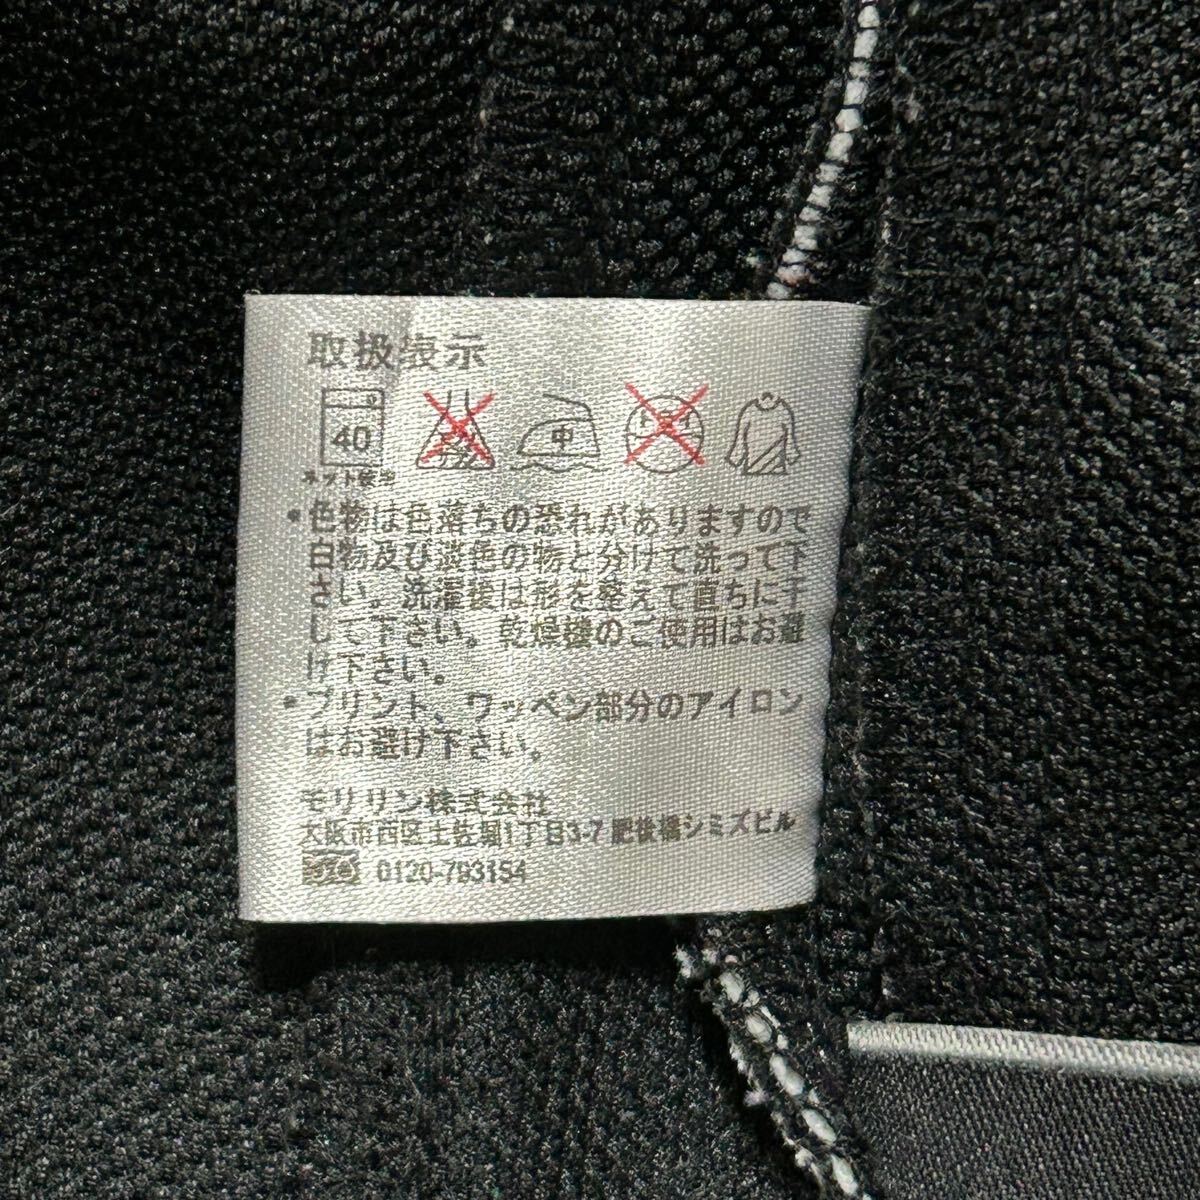 取扱表示
40
中
ネット使用
・色物は色落ちの恐れがありますので
白物及び淡色の物と分けて洗って下
さい。洗濯後は形を整えて直ちに干
して下さい。乾燥機のご使用はお避
け下さい。
・プリント、ワッペン部分のアイロン
はお避け下さい。
モリリン株式会社
大阪市西区土佐堀1丁目3-7 肥後橋シミズビル
0120-793154